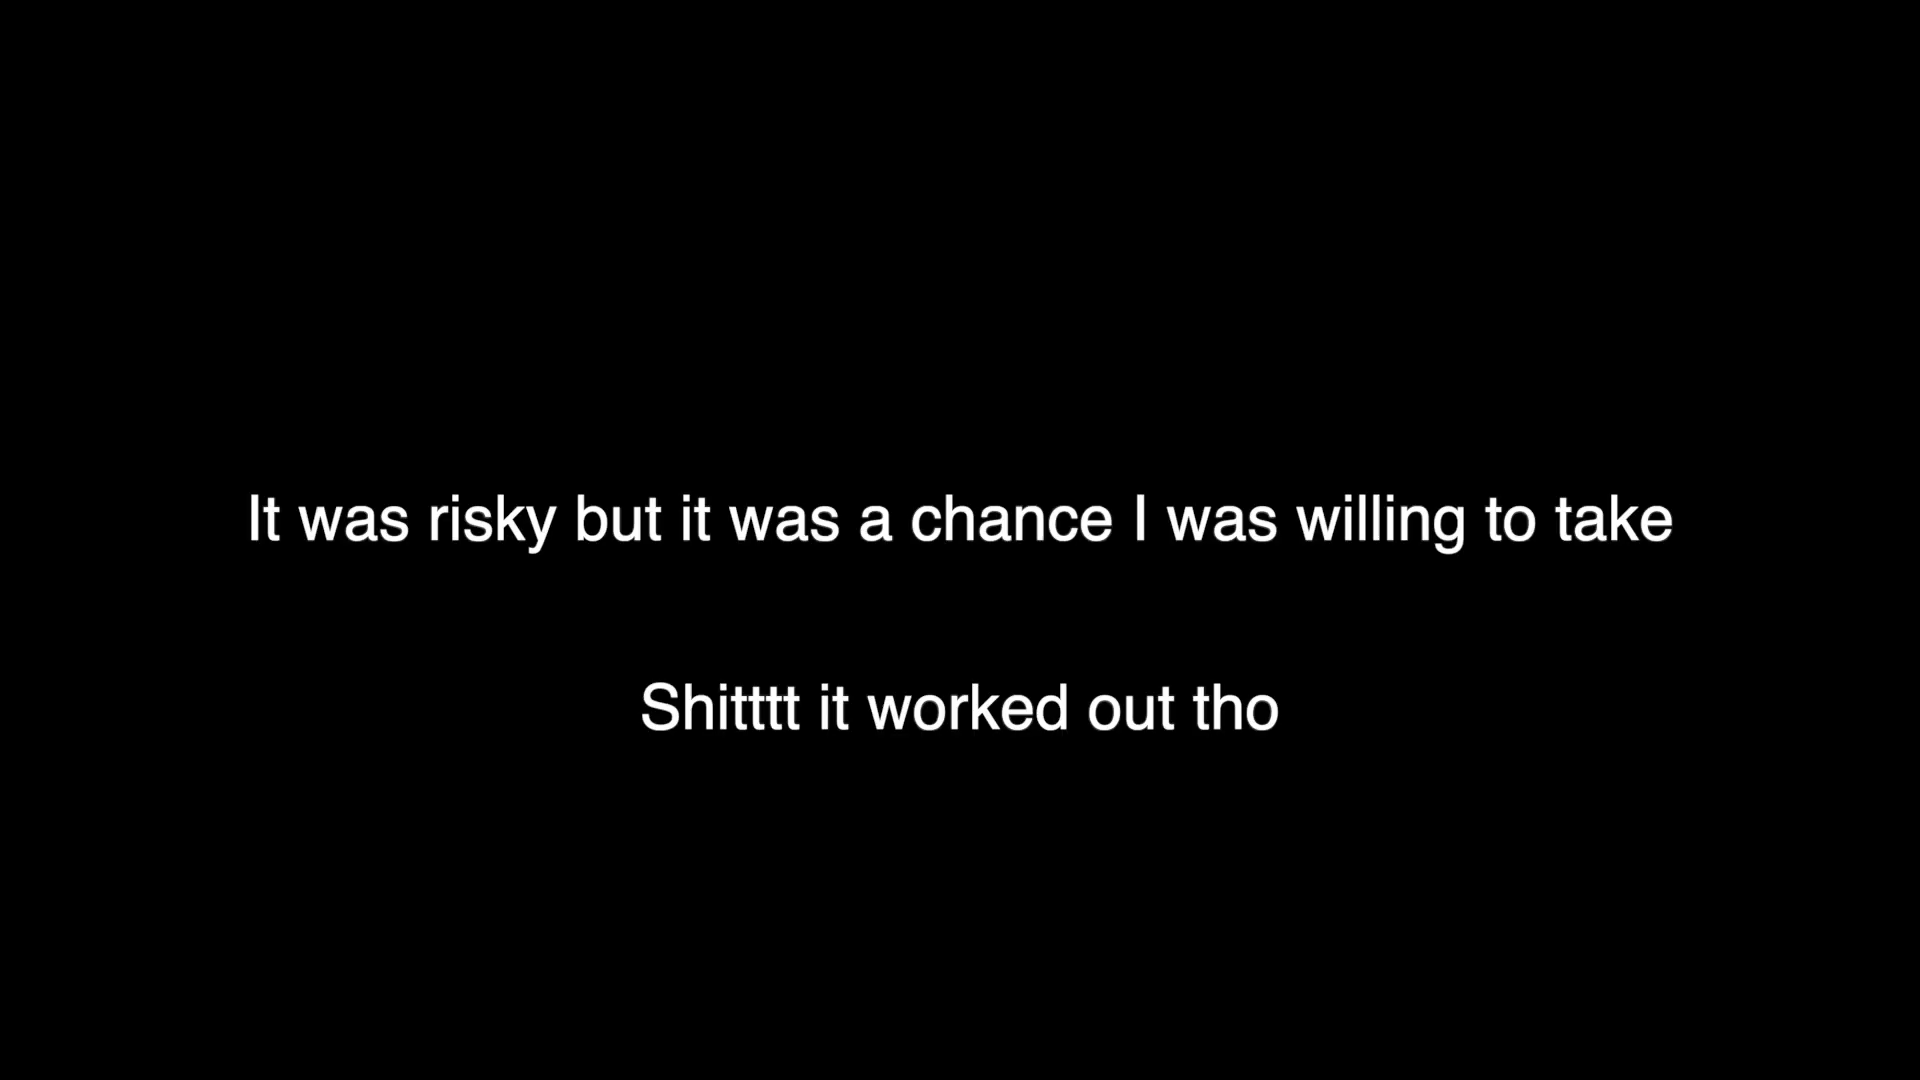 It was risky but it was a chance I was willing to take
Shitttt it worked out tho